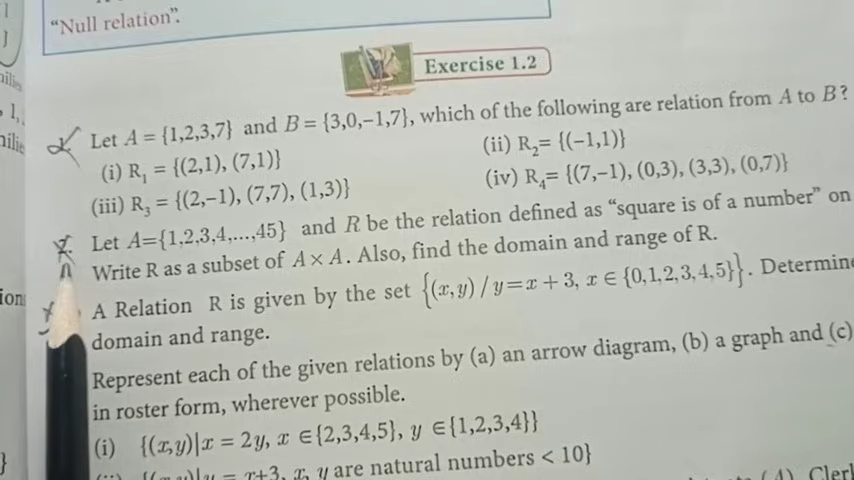 "Null relation".
Exercise 1.2
Let A = {1,2,3,7} and B = {3,0,−1,7}, which of the following are relation from A to B?
(i) R₁ = {(2,1), (7,1)} (ii) R₂ = {(−1,1)}
(iii) R₃ = {(2,−1), (7,7), (1,3)} (iv) R₄ = {(7,−1), (0,3), (3,3), (0,7)}
2. Let A={1,2,3,4,...,45} and R be the relation defined as "square is of a number" on
Write R as a subset of A × A. Also, find the domain and range of R.
A Relation R is given by the set {(x,y) / y = x + 3, x ∈ {0,1,2,3,4,5}}. Determine
domain and range.
Represent each of the given relations by (a) an arrow diagram, (b) a graph and (c)
in roster form, wherever possible.
(i) {(x,y)|x = 2y, x ∈{2,3,4,5}, y ∈{1,2,3,4}}
{(x,y)|y = x+3, x, y are natural numbers < 10}